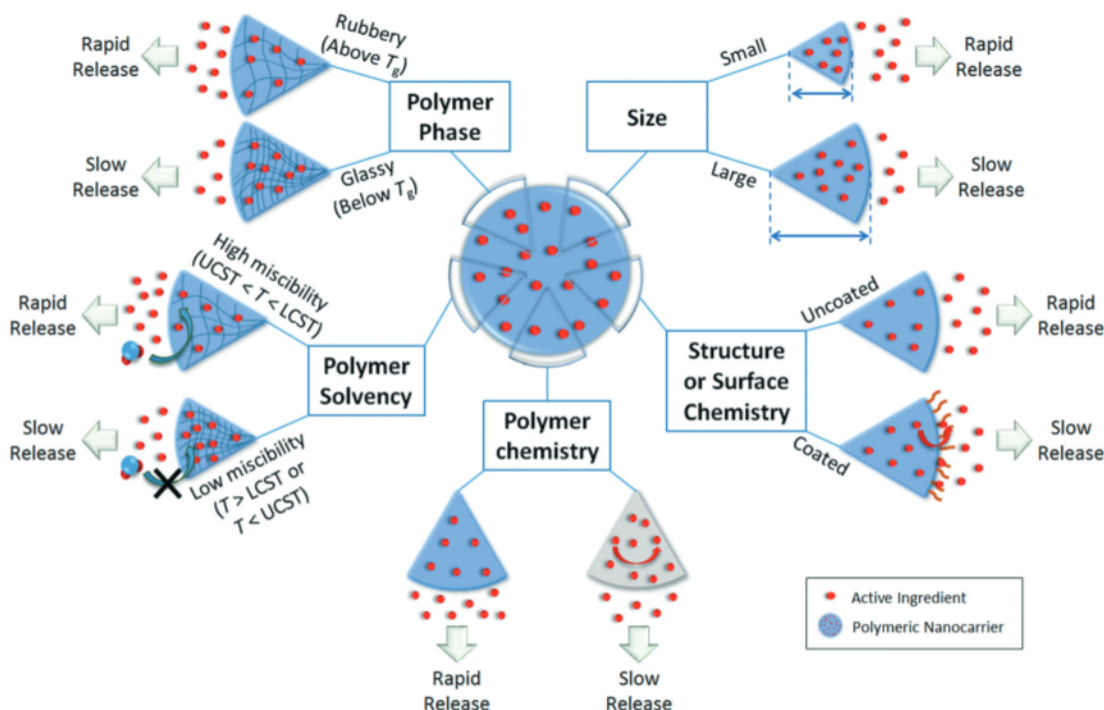 Rapid
Release
Rubbery
(Above Tg)
Polymer
Phase
Slow
Release
Glassy
(Below Tg)
Small
Rapid
Release
Size
Large
Slow
Release
High miscibility
(UCST < T < LCST)
Rapid
Release
Polymer
Solvency
Slow
Release
Low miscibility
(T > LCST or
T < UCST)
Uncoated
Rapid
Release
Structure
or Surface
Chemistry
Coated
Slow
Release
Polymer
chemistry
Rapid
Release
Slow
Release
Active Ingredient
Polymeric Nanocarrier